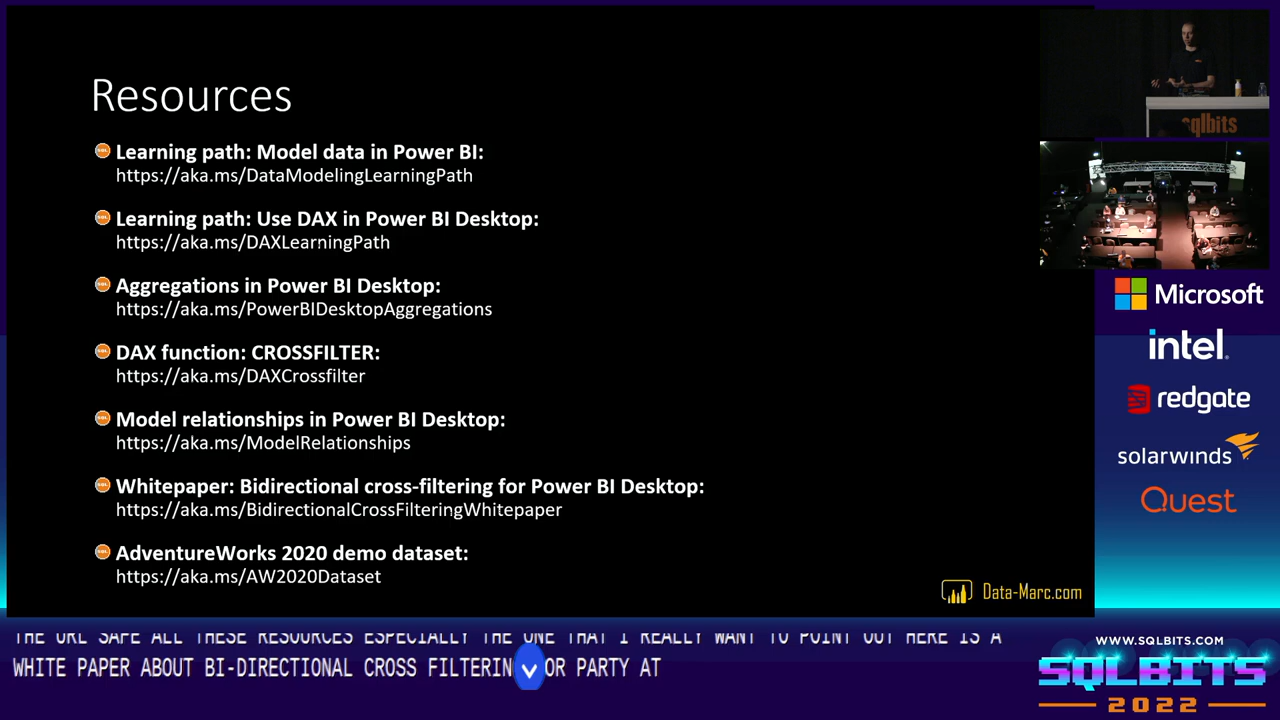 Resources
Learning path: Model data in Power BI:
https://aka.ms/DataModelingLearningPath
Learning path: Use DAX in Power BI Desktop:
https://aka.ms/DAXLearningPath
Aggregations in Power BI Desktop:
https://aka.ms/PowerBIDesktopAggregations
DAX function: CROSSFILTER:
https://aka.ms/DAXCrossfilter
Model relationships in Power BI Desktop:
https://aka.ms/ModelRelationships
Whitepaper: Bidirectional cross-filtering for Power BI Desktop:
https://aka.ms/BidirectionalCrossFilteringWhitepaper
AdventureWorks 2020 demo dataset:
https://aka.ms/AW2020Dataset
Data-Marc.com
sqlbits
Microsoft
intel.
redgate
solarwinds
Quest
THE URL SAFE ALL THESE RESOURCES ESPECIALLY THE ONE THAT I REALLY WANT TO POINT OUT HERE IS A
WHITE PAPER ABOUT BI-DIRECTIONAL CROSS FILTERIN OR PARTY AT
WWW.SQLBITS.COM
SQLBITS
2022